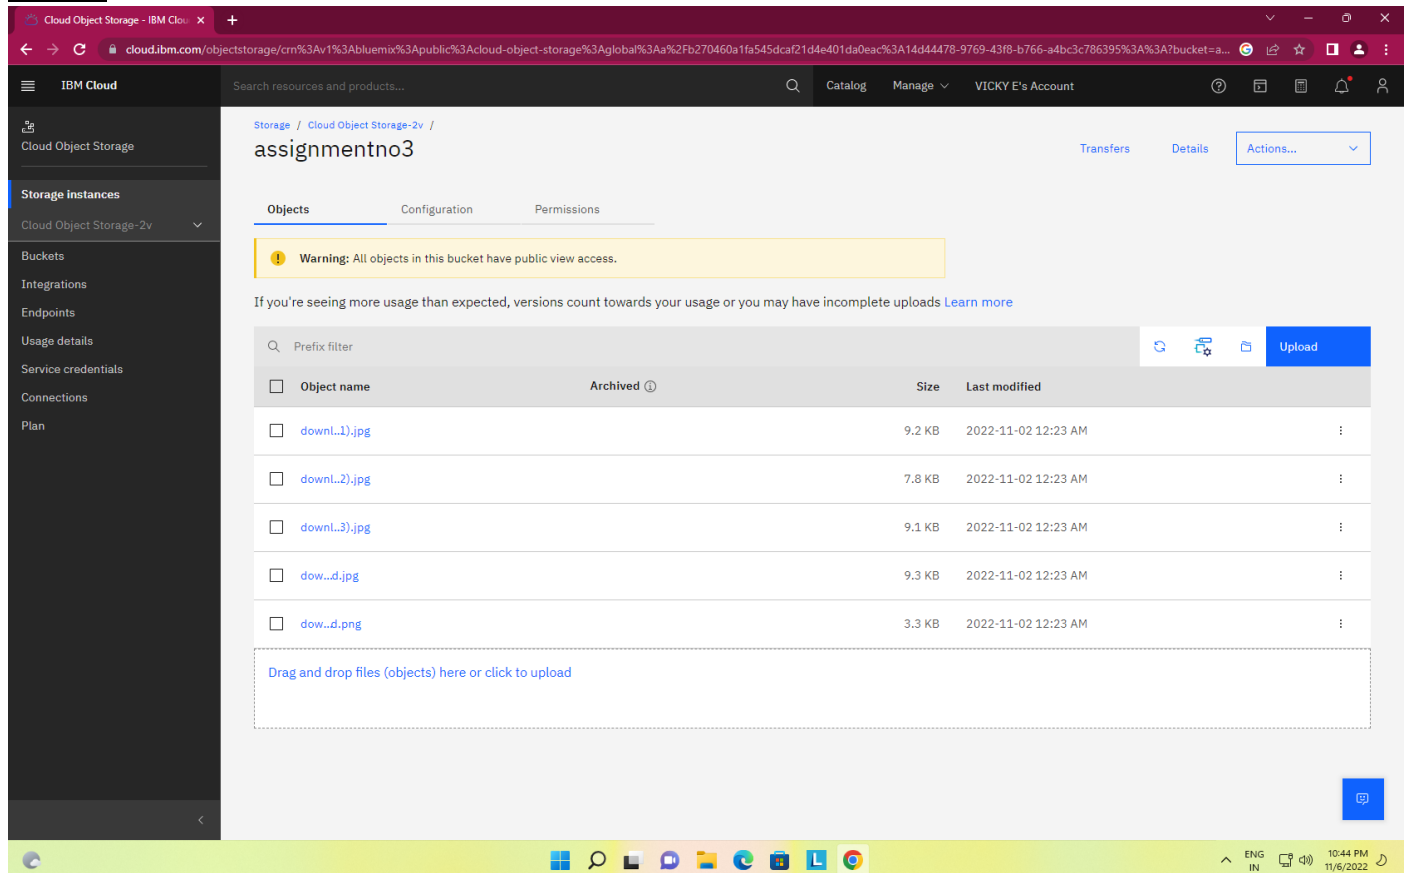 Cloud Object Storage - IBM Clou
cloud.ibm.com/objectstorage/crn%3Av1%3Abluemix%3Apublic%3Acloud-object-storage%3Aglobal%3Aa%2Fb270460a1fa545dcaf21d4e401da0eac%3A14d44478-9769-43f8-b766-a4bc3c786395%3A%3A?bucket=a...
IBM Cloud
Search resources and products...
Catalog
Manage
VICKY E's Account
Cloud Object Storage
Storage instances
Cloud Object Storage-2v
Buckets
Integrations
Endpoints
Usage details
Service credentials
Connections
Plan
Storage / Cloud Object Storage-2v /
assignmentno3
Transfers
Details
Actions...
Objects
Configuration
Permissions
Warning: All objects in this bucket have public view access.
If you're seeing more usage than expected, versions count towards your usage or you may have incomplete uploads Learn more
Prefix filter
Upload
Object name Archived Size Last modified
downl...1).jpg 9.2 KB 2022-11-02 12:23 AM
downl...2).jpg 7.8 KB 2022-11-02 12:23 AM
downl...3).jpg 9.1 KB 2022-11-02 12:23 AM
dow...d.jpg 9.3 KB 2022-11-02 12:23 AM
dow...d.png 3.3 KB 2022-11-02 12:23 AM
Drag and drop files (objects) here or click to upload
ENG
IN
10:44 PM
11/6/2022